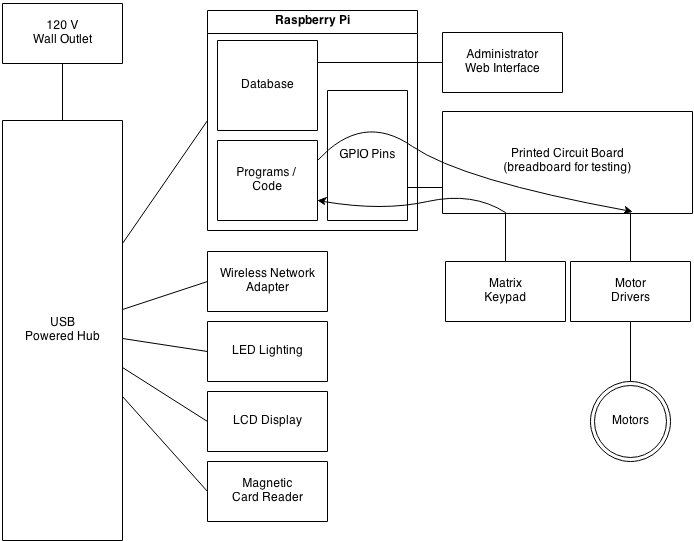 120 V
Wall Outlet
Raspberry Pi
Database
Administrator
Web Interface
GPIO Pins
Printed Circuit Board
(breadboard for testing)
Programs /
Code
USB
Powered Hub
Wireless Network
Adapter
Matrix
Keypad
Motor
Drivers
LED Lighting
LCD Display
Motors
Magnetic
Card Reader